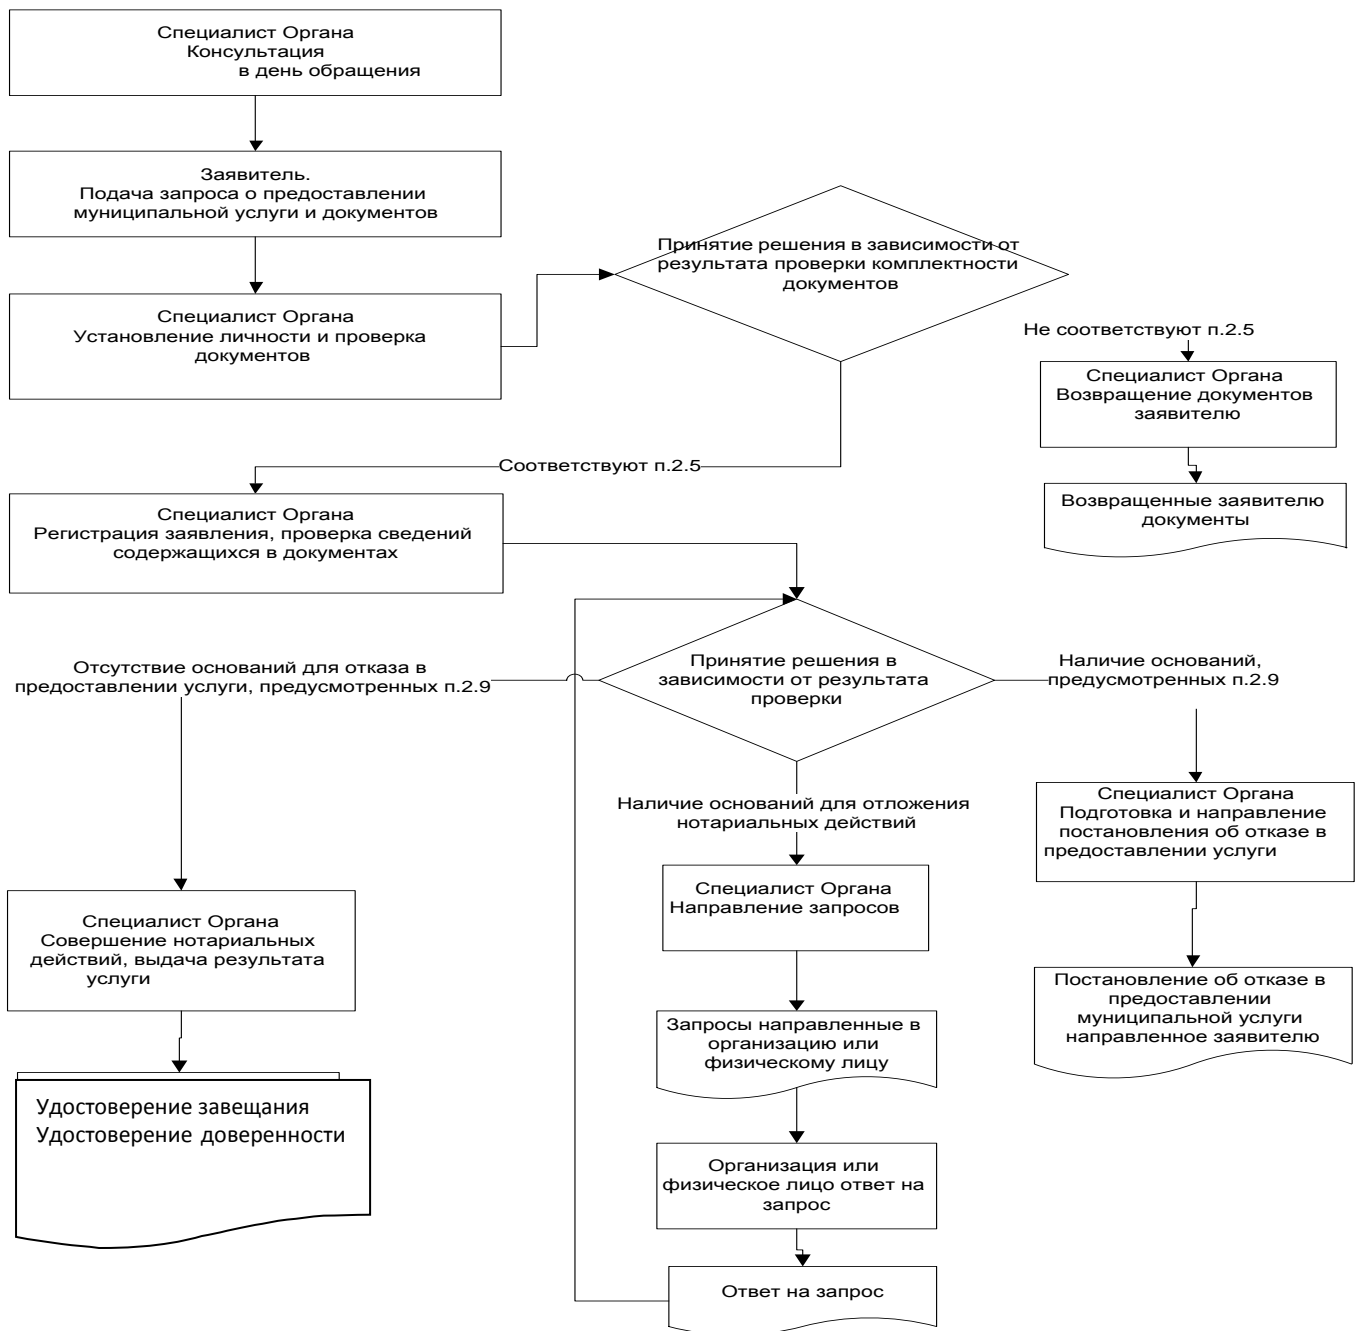 Специалист Органа
Консультация
в день обращения
Заявитель.
Подача запроса о предоставлении
муниципальной услуги и документов
Специалист Органа
Установление личности и проверка
документов
Принятие решения в зависимости от
результата проверки комплектности
документов
Не соответствуют п.2.5
Специалист Органа
Возвращение документов
заявителю
Возвращенные заявителю
документы
Соответствуют п.2.5
Специалист Органа
Регистрация заявления, проверка сведений
содержащихся в документах
Принятие решения в
зависимости от результата
проверки
Отсутствие оснований для отказа в
предоставлении услуги, предусмотренных п.2.9
Наличие оснований,
предусмотренных п.2.9
Наличие оснований для отложения
нотариальных действий
Специалист Органа
Подготовка и направление
постановления об отказе в
предоставлении услуги
Специалист Органа
Направление запросов
Специалист Органа
Совершение нотариальных
действий, выдача результата
услуги
Постановление об отказе в
предоставлении
муниципальной услуги
направленное заявителю
Запросы направленные в
организацию или
физическому лицу
Удостоверение завещания
Удостоверение доверенности
Организация или
физическое лицо ответ на
запрос
Ответ на запрос